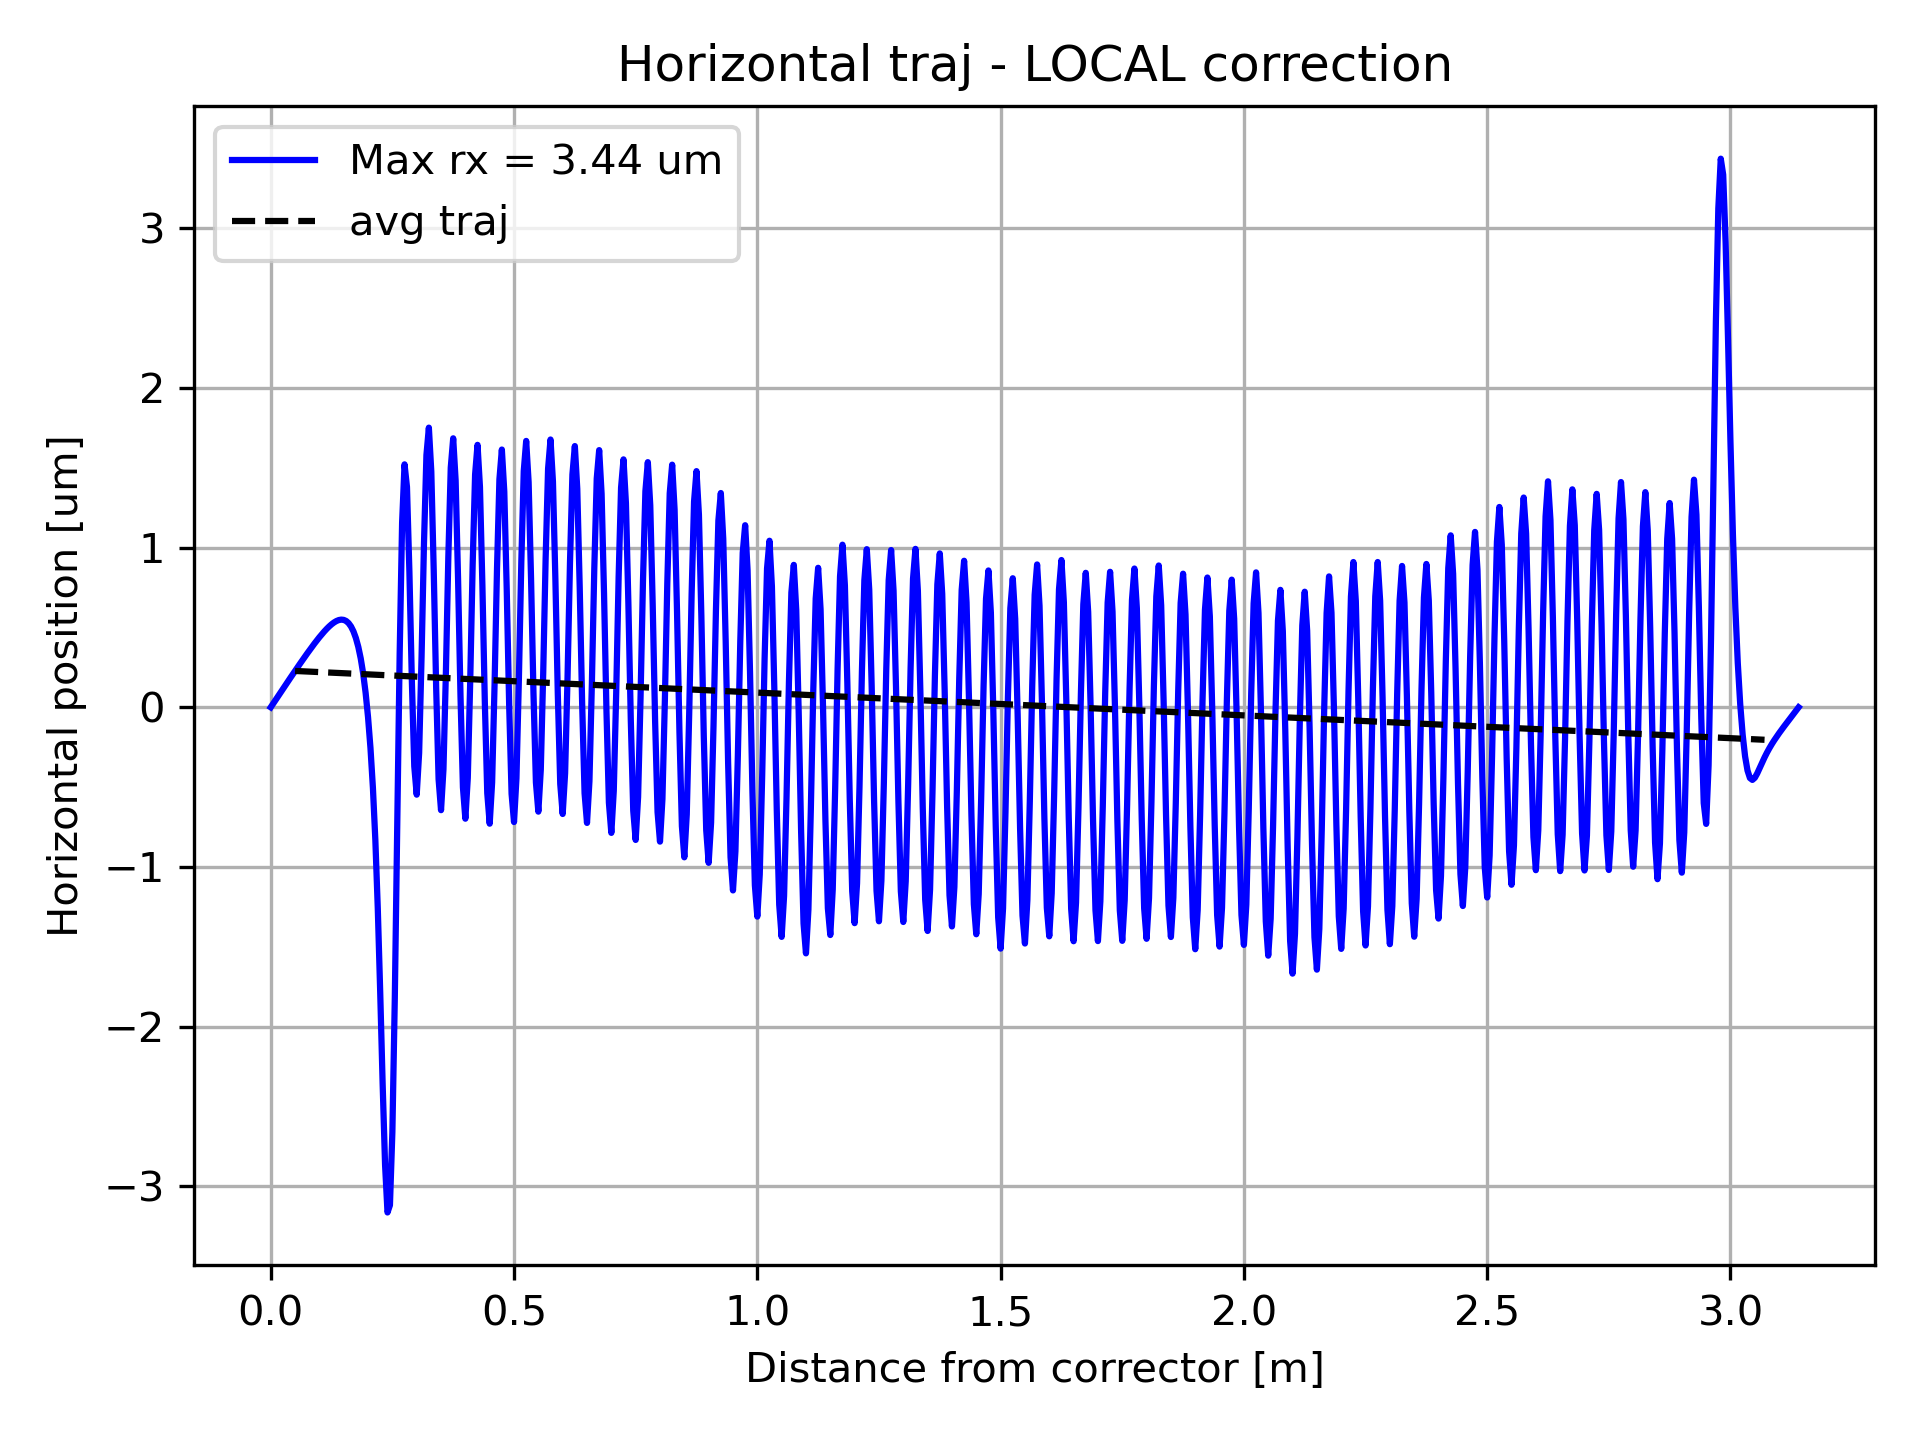 Horizontal traj - LOCAL correction
Max rx = 3.44 um
avg traj
Horizontal position [um]
3
2
1
0
−1
−2
−3
0.0 0.5 1.0 1.5 2.0 2.5 3.0
Distance from corrector [m]